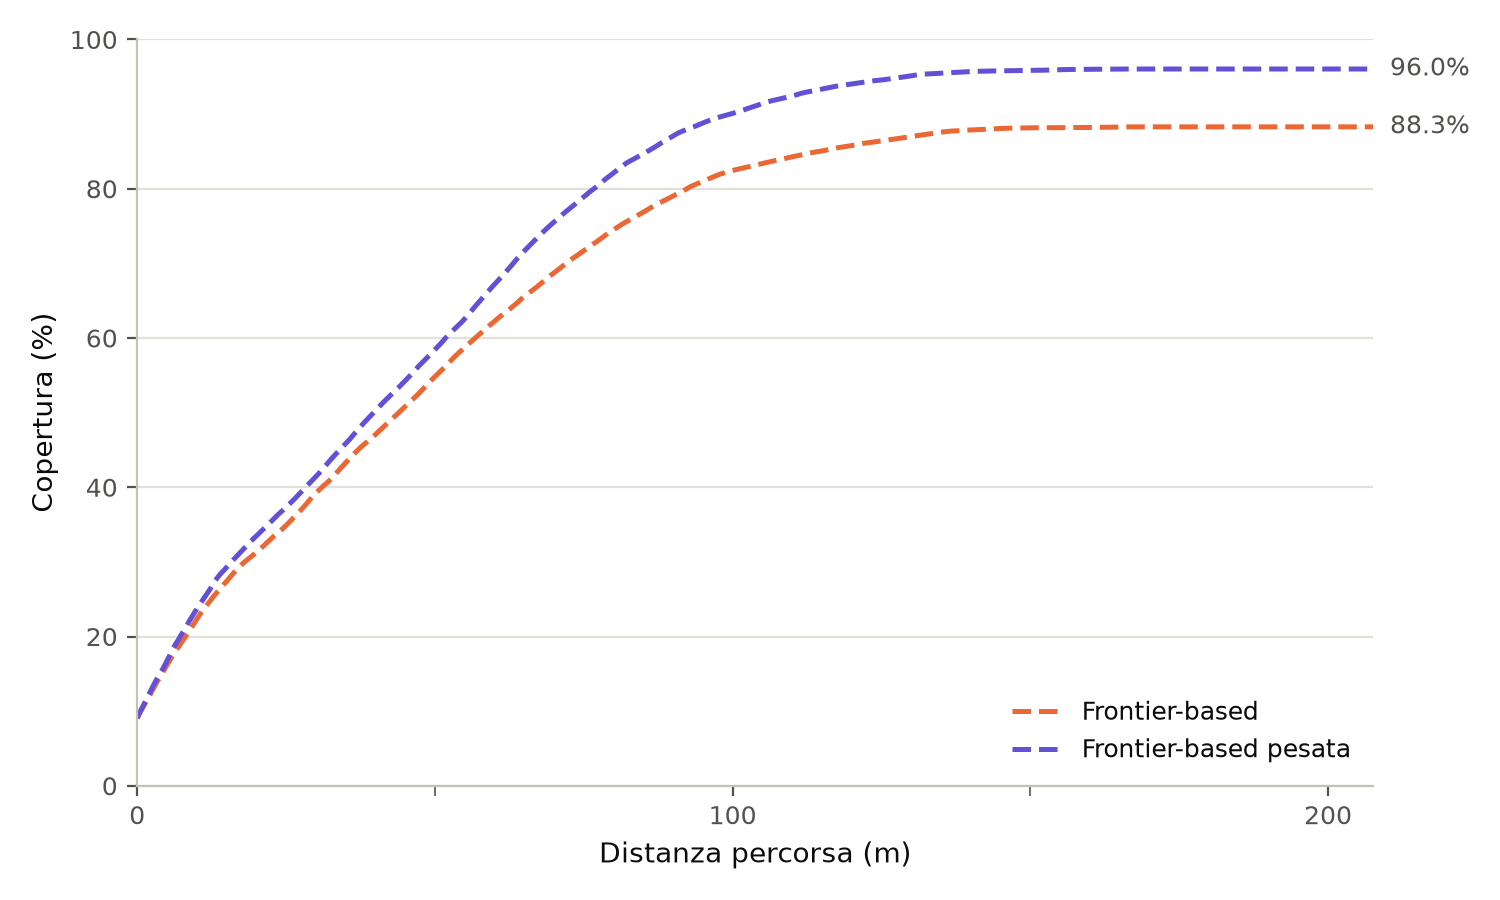 100
80
60
40
20
0
Copertura (%)
96.0%
88.3%
Frontier-based
Frontier-based pesata
0 100 200
Distanza percorsa (m)